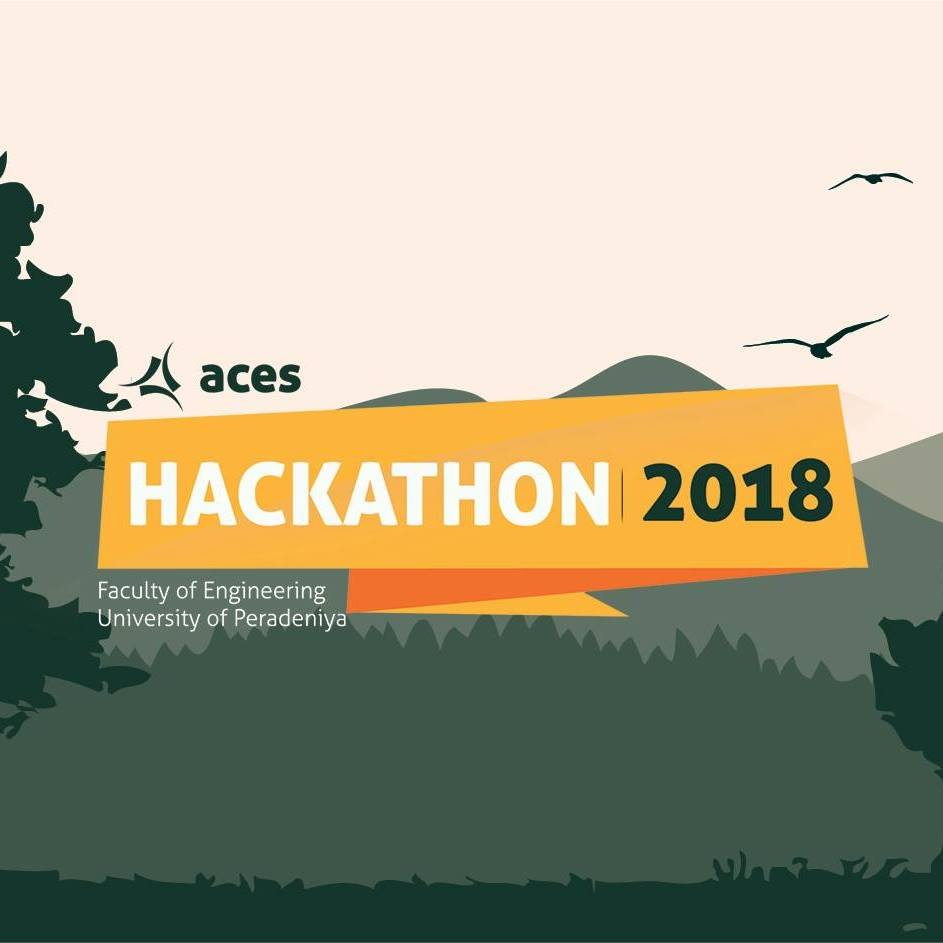 aces
HACKATHON | 2018
Faculty of Engineering
University of Peradeniya